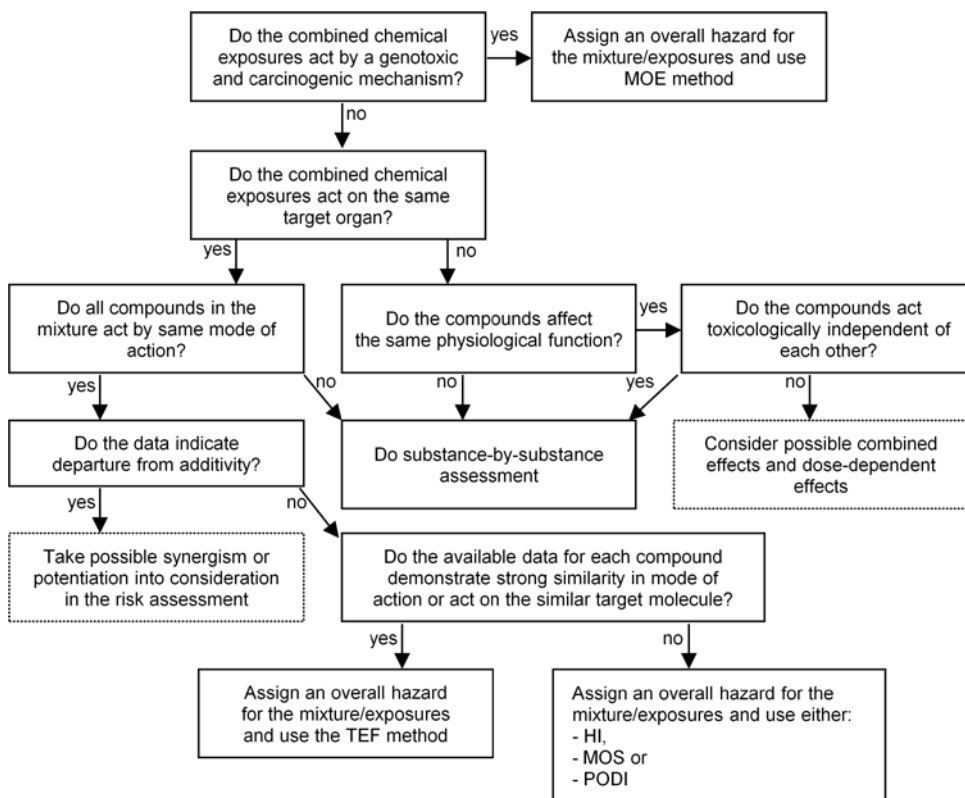 Do the combined chemical
exposures act by a genotoxic
and carcinogenic mechanism?
yes
Assign an overall hazard for
the mixture/exposures and use
MOE method
no
Do the combined chemical
exposures act on the same
target organ?
yes
no
Do all compounds in the
mixture act by same mode of
action?
Do the compounds affect
the same physiological function?
yes
Do the compounds act
toxicologically independent of
each other?
yes
no
no
yes
no
Do the data indicate
departure from additivity?
Do substance-by-substance
assessment
Consider possible combined
effects and dose-dependent
effects
yes
no
Take possible synergism or
potentiation into consideration
in the risk assessment
Do the available data for each compound
demonstrate strong similarity in mode of
action or act on the similar target molecule?
yes
no
Assign an overall hazard
for the mixture/exposures
and use the TEF method
Assign an overall hazard for the
mixture/exposures and use either:
- HI,
- MOS or
- PODI